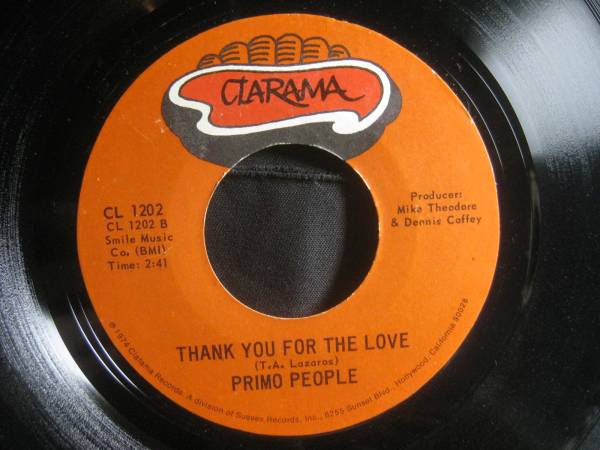 CLARAMA
CL 1202
CL 1202 B
Smile Music
Co. (BMI)
Time: 2:41
Producer:
Mike Theodore
& Dennis Coffey
THANK YOU FOR THE LOVE
(T.A. Lazaros)
PRIMO PEOPLE
℗ 1974 Clarama Records. A division of Sussex Records, Inc., 6255 Sunset Blvd., Hollywood, California 90028